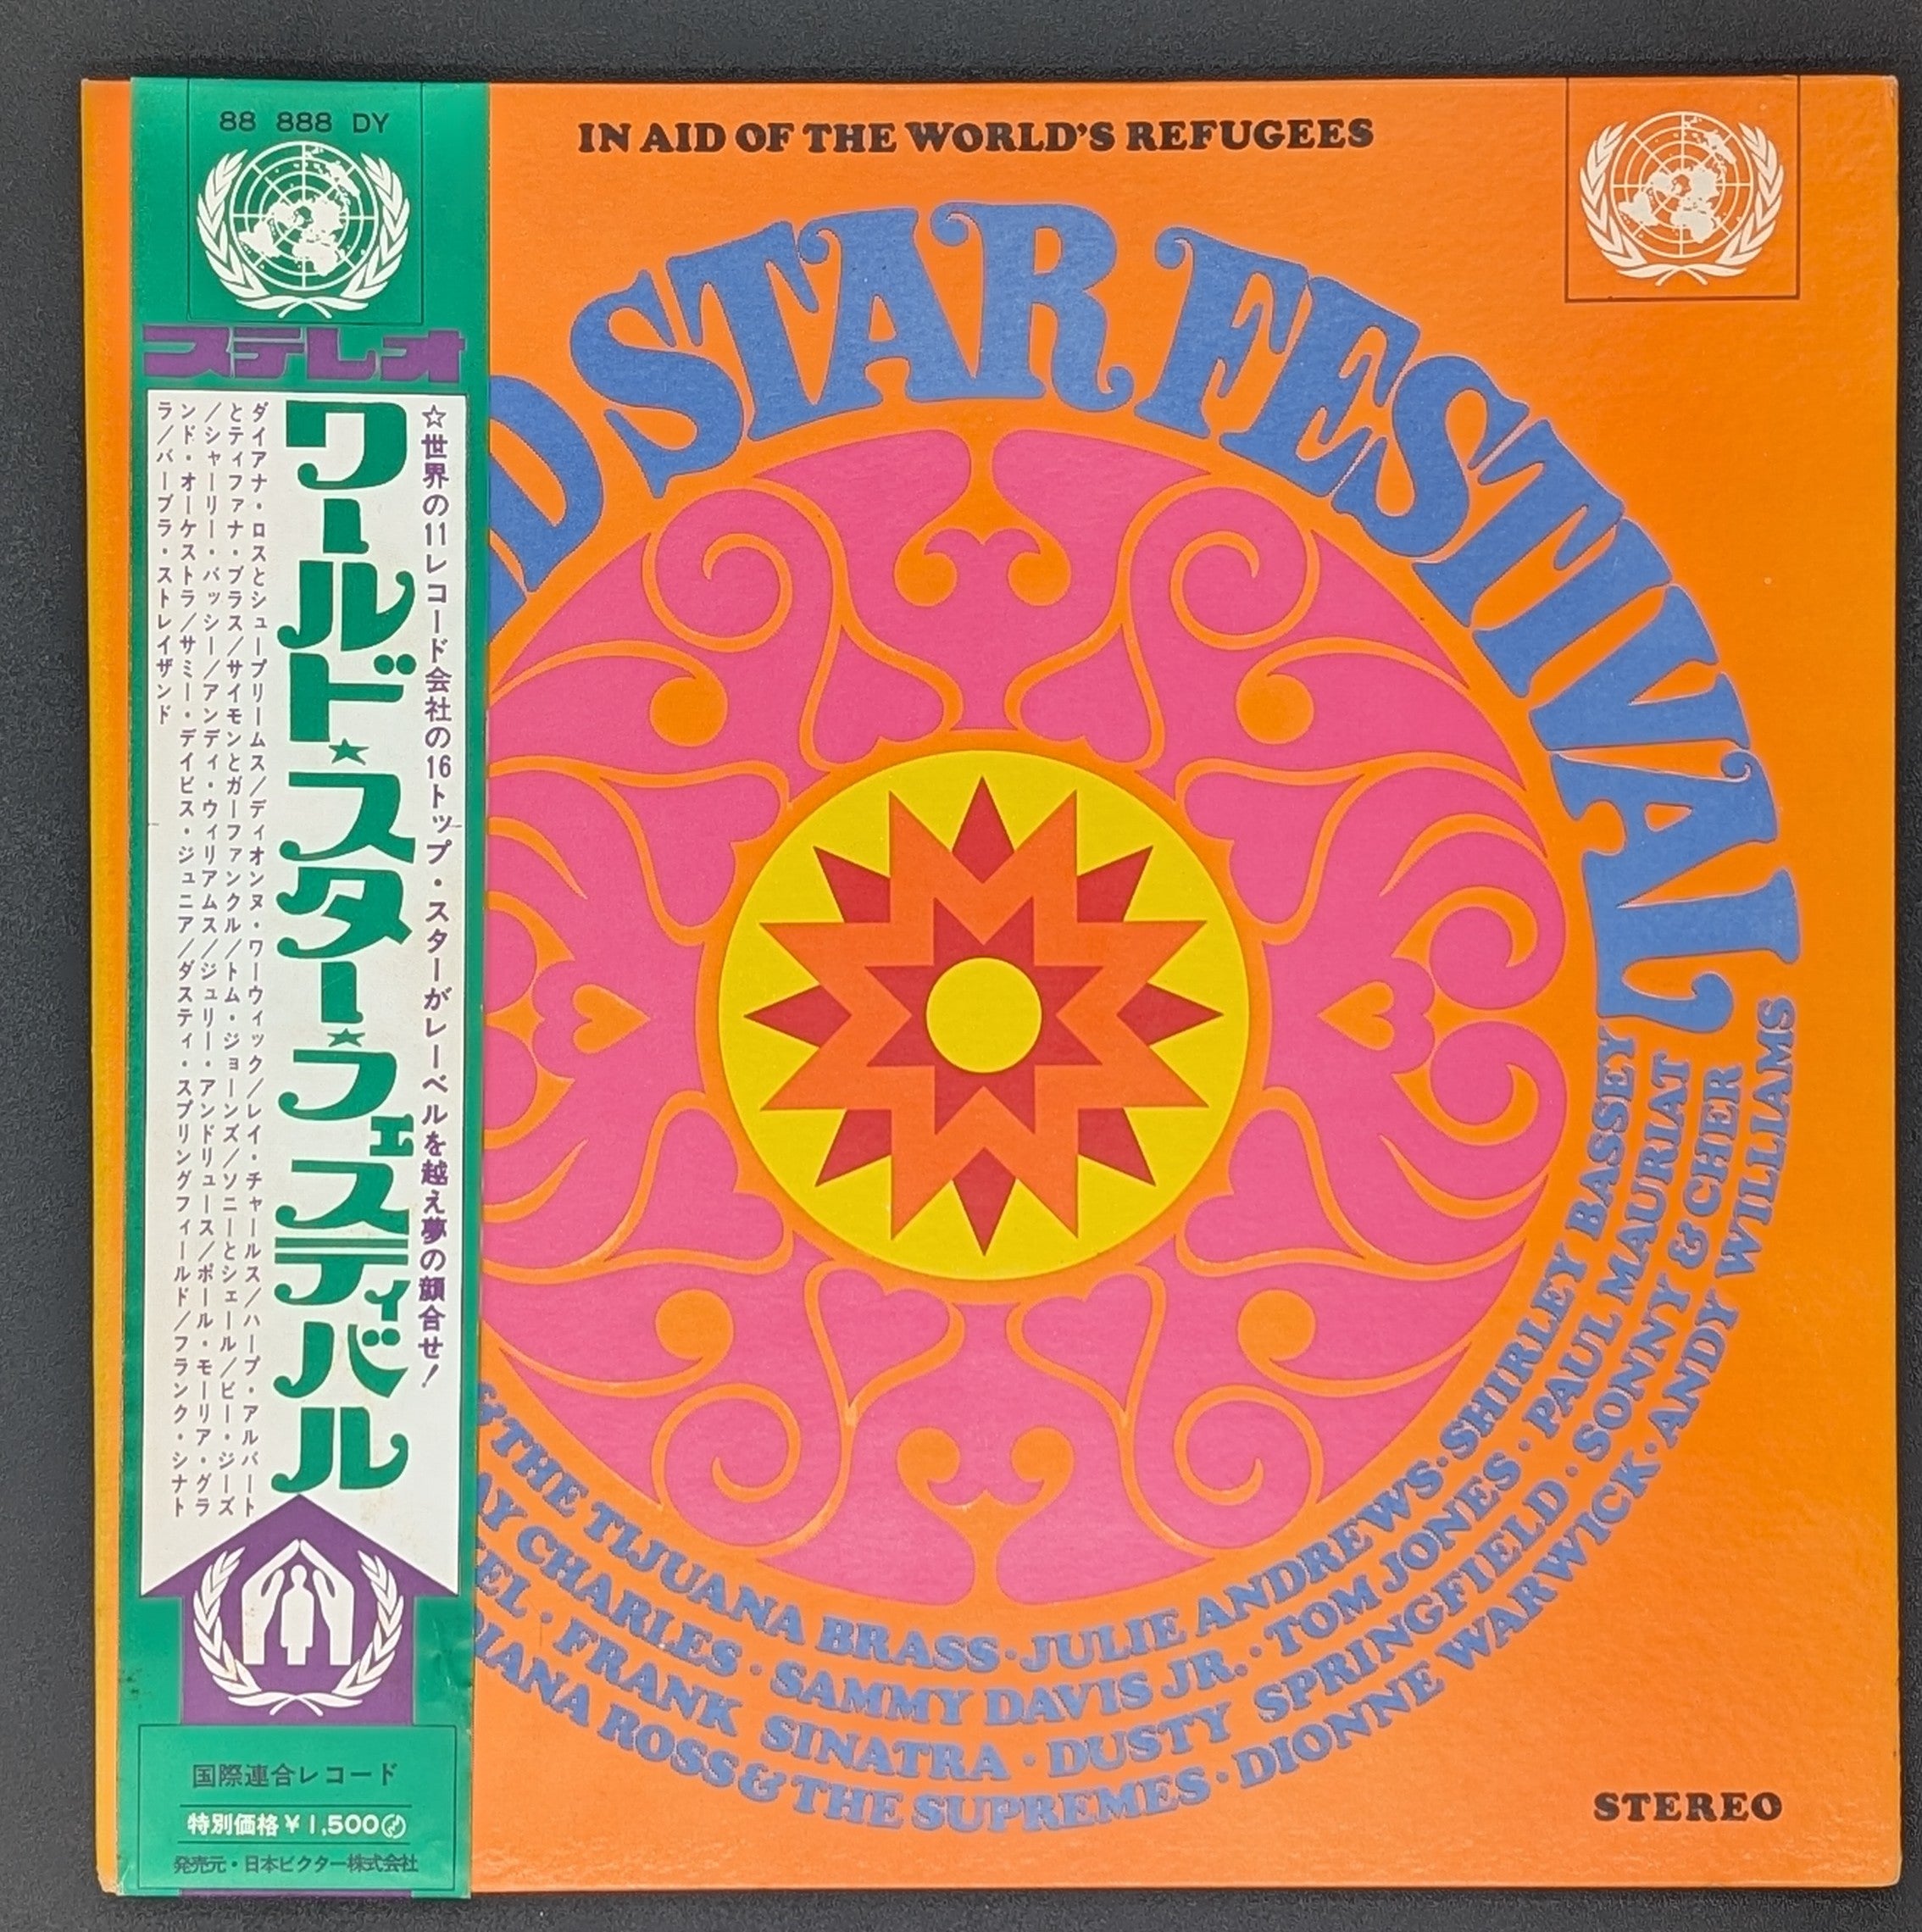 88 888 DY
ステレオ
☆世界の11レコード会社の16トップ・スターがレーベルを越え夢の顔合せ!
ワールド★スター★フェスティバル
ダイアナ・ロスとシュープリームス/ディオンヌ・ワーウィック/レイ・チャールス/ハープ・アルバート
とティファナ・ブラス/サイモンとガーファンクル/トム・ジョーンズ/ソニーとシェール/ビー・ジーズ
/シャーリー・バッシー/アンディ・ウィリアムス/ジュリー・アンドリュース/ポール・モーリア・グラ
ンド・オーケストラ/サミー・デイビス・ジュニア/ダスティ・スプリングフィールド/フランク・シナト
ラ/バーブラ・ストレイザンド
国際連合レコード
特別価格¥1,500
発売元・日本ビクター株式会社
IN AID OF THE WORLD'S REFUGEES
D STAR FESTIVAL
& THE TIJUANA BRASS · JULIE ANDREWS · SHIRLEY BASSEY
AY CHARLES · SAMMY DAVIS JR. · TOM JONES · PAUL MAURIAT
EL · FRANK SINATRA · DUSTY SPRINGFIELD · SONNY & CHER
IANA ROSS & THE SUPREMES · DIONNE WARWICK · ANDY WILLIAMS
STEREO